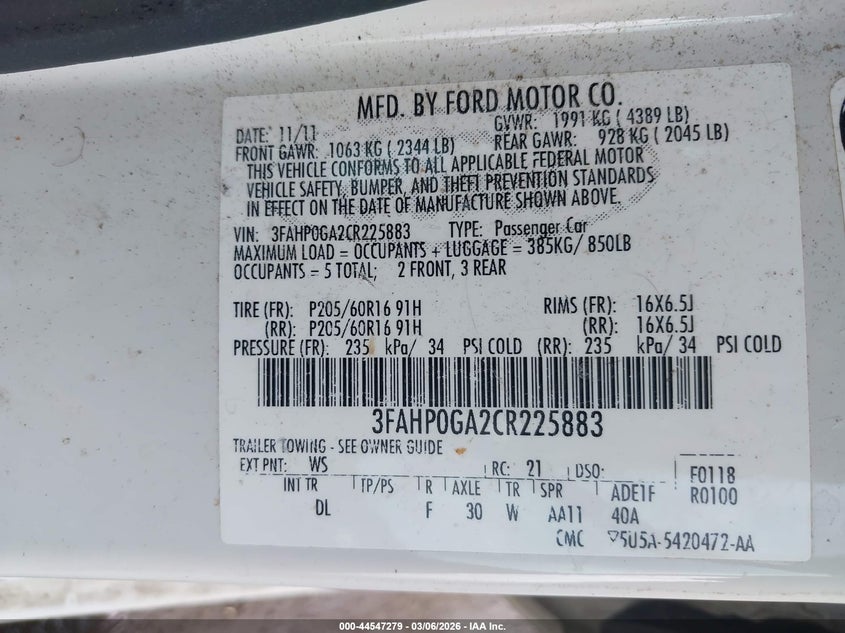 MFD. BY FORD MOTOR CO.
DATE: 11/11 GVWR: 1991 KG ( 4389 LB)
FRONT GAWR: 1063 KG ( 2344 LB) REAR GAWR: 928 KG ( 2045 LB)
THIS VEHICLE CONFORMS TO ALL APPLICABLE FEDERAL MOTOR
VEHICLE SAFETY, BUMPER, AND THEFT PREVENTION STANDARDS
IN EFFECT ON THE DATE OF MANUFACTURE SHOWN ABOVE.
VIN: 3FAHP0GA2CR225883 TYPE: Passenger Car
MAXIMUM LOAD = OCCUPANTS + LUGGAGE = 385KG/ 850LB
OCCUPANTS = 5 TOTAL; 2 FRONT, 3 REAR
TIRE (FR): P205/60R16 91H RIMS (FR): 16X6.5J
(RR): P205/60R16 91H (RR): 16X6.5J
PRESSURE (FR): 235 kPa/ 34 PSI COLD (RR): 235 kPa/ 34 PSI COLD
3FAHP0GA2CR225883
TRAILER TOWING - SEE OWNER GUIDE
EXT PNT: WS RC: 21 DSO: F0118
INT TR TP/PS R AXLE TR SPR ADE1F R0100
DL F 30 W AA11 40A
CMC ▽5U5A-5420472-AA
000-44547279 - 03/06/2026 - IAA Inc.